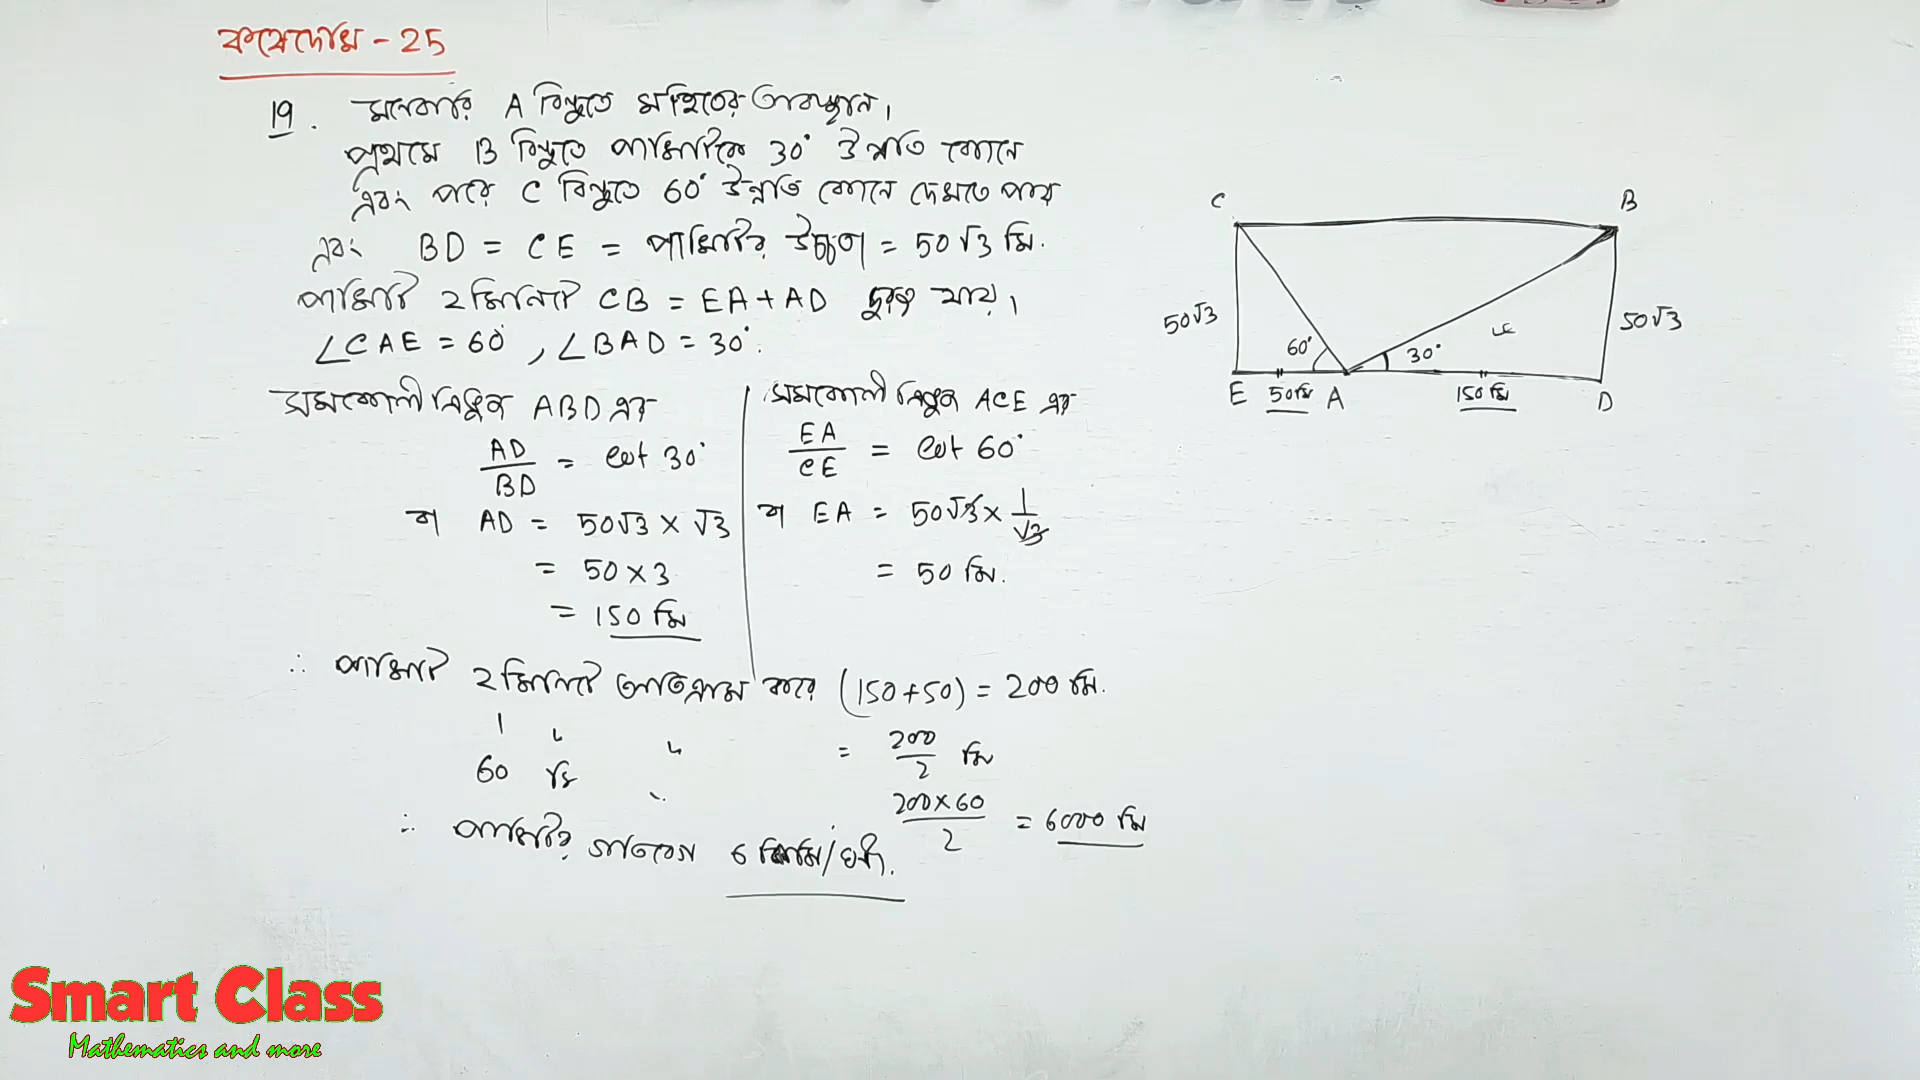 কষে দেখি - 25
19. মনেকরি A বিন্দুতে মহিতের অবস্থান।
প্রথমে B বিন্দুতে পাখিটিকে 30° উন্নতি কোনে
এবং পরে C বিন্দুতে 60° উন্নতি কোনে দেখতে পায়
এবং BD = CE = পাখিটির উচ্চতা = 50√3 মি.
পাখিটি 2 মিনিটে CB = EA + AD দূরত্ব যায়।
∠CAE = 60°, ∠BAD = 30°.
সমকোণী ত্রিভুজ ABD এর
AD/BD = cot 30°
বা AD = 50√3 × √3
= 50 × 3
= 150 মি
সমকোণী ত্রিভুজ ACE এর
EA/CE = cot 60°
বা EA = 50√3 × 1/√3
= 50 মি.
∴ পাখিটি 2 মিনিটে অতিক্রম করে (150+50) = 200 মি.
1 " " = 200/2 মি
60 মি " 200×60/2 = 6000 মি
∴ পাখিটির গতিবেগ 6 কিমি/ঘন্টা.
C B
50√3 60° 30° 50√3
E 50মি A 150 মি D
Smart Class
Mathematics and more